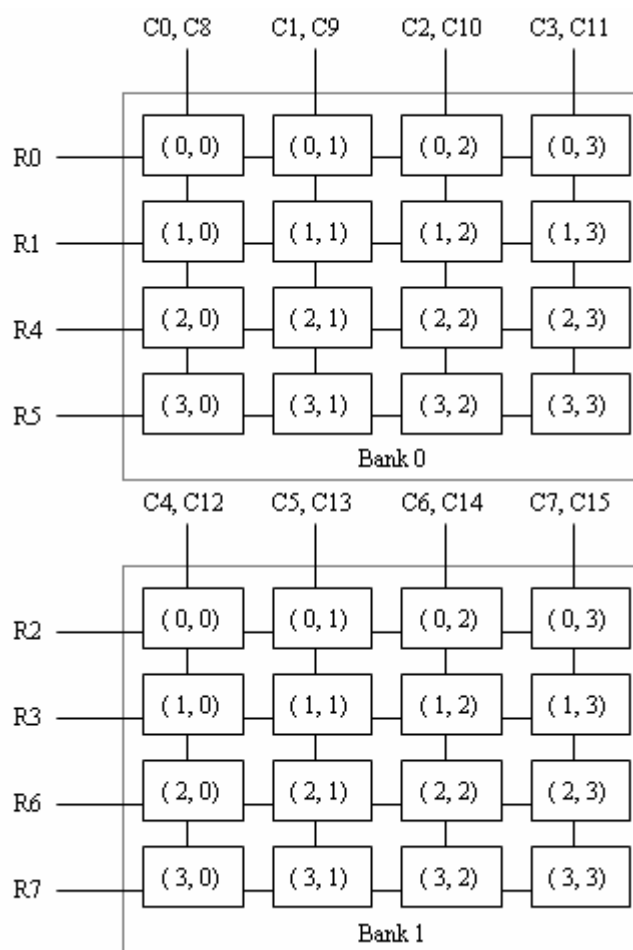 C0, C8 C1, C9 C2, C10 C3, C11
R0 ( 0, 0) ( 0, 1) ( 0, 2) ( 0, 3)
R1 ( 1, 0) ( 1, 1) ( 1, 2) ( 1, 3)
R4 ( 2, 0) ( 2, 1) ( 2, 2) ( 2, 3)
R5 ( 3, 0) ( 3, 1) ( 3, 2) ( 3, 3)
Bank 0
C4, C12 C5, C13 C6, C14 C7, C15
R2 ( 0, 0) ( 0, 1) ( 0, 2) ( 0, 3)
R3 ( 1, 0) ( 1, 1) ( 1, 2) ( 1, 3)
R6 ( 2, 0) ( 2, 1) ( 2, 2) ( 2, 3)
R7 ( 3, 0) ( 3, 1) ( 3, 2) ( 3, 3)
Bank 1